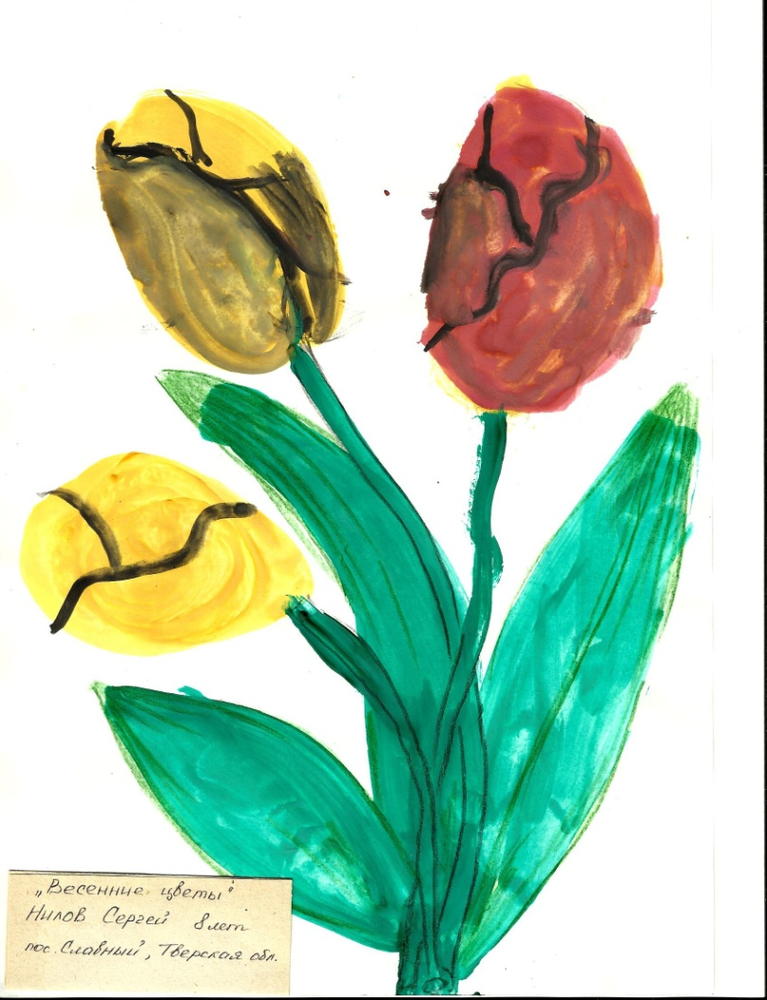 „Весенние цветы"
Нилов Сергей 8 лет
пос. Славный, Тверская обл.